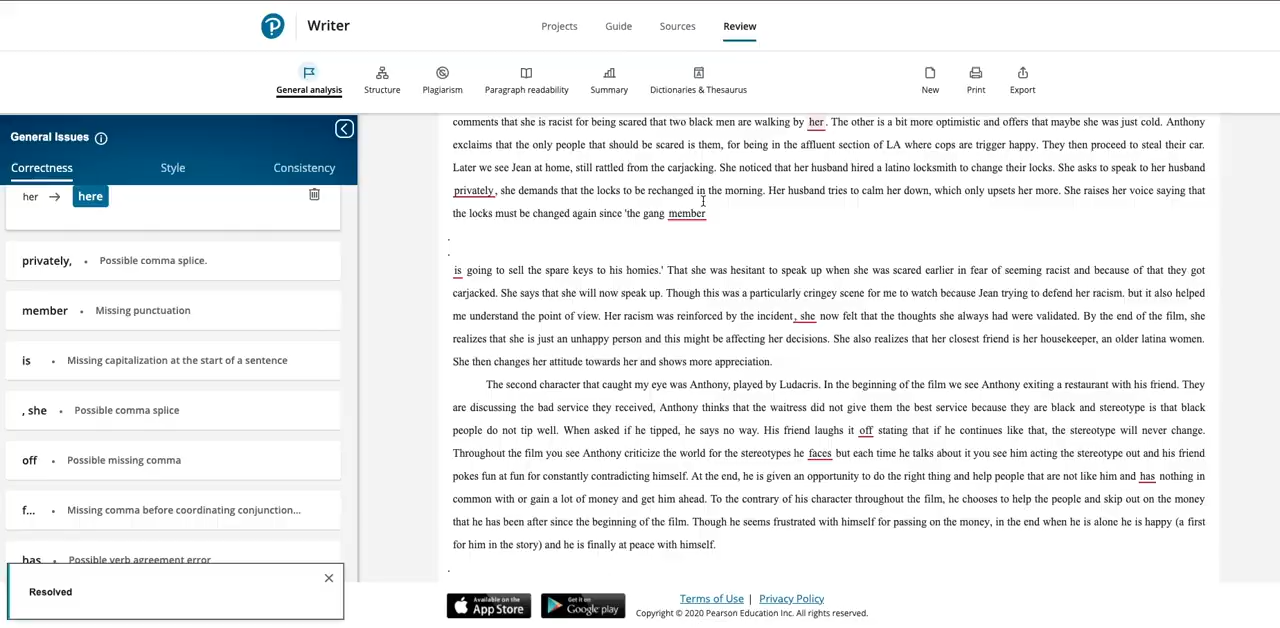 Writer
Projects
Guide
Sources
Review
General analysis
Structure
Plagiarism
Paragraph readability
Summary
Dictionaries & Thesaurus
New
Print
Export
General Issues
Correctness
Style
Consistency
her → here
privately, • Possible comma splice.
member • Missing punctuation
is • Missing capitalization at the start of a sentence
, she • Possible comma splice
off • Possible missing comma
f... • Missing comma before coordinating conjunction...
has • Possible verb agreement error
Resolved
comments that she is racist for being scared that two black men are walking by her. The other is a bit more optimistic and offers that maybe she was just cold. Anthony
exclaims that the only people that should be scared is them, for being in the affluent section of LA where cops are trigger happy. They then proceed to steal their car.
Later we see Jean at home, still rattled from the carjacking. She noticed that her husband hired a latino locksmith to change their locks. She asks to speak to her husband
privately, she demands that the locks to be rechanged in the morning. Her husband tries to calm her down, which only upsets her more. She raises her voice saying that
the locks must be changed again since 'the gang member
.
.
is going to sell the spare keys to his homies.' That she was hesitant to speak up when she was scared earlier in fear of seeming racist and because of that they got
carjacked. She says that she will now speak up. Though this was a particularly cringey scene for me to watch because Jean trying to defend her racism. but it also helped
me understand the point of view. Her racism was reinforced by the incident, she now felt that the thoughts she always had were validated. By the end of the film, she
realizes that she is just an unhappy person and this might be affecting her decisions. She also realizes that her closest friend is her housekeeper, an older latina women.
She then changes her attitude towards her and shows more appreciation.
The second character that caught my eye was Anthony, played by Ludacris. In the beginning of the film we see Anthony exiting a restaurant with his friend. They
are discussing the bad service they received, Anthony thinks that the waitress did not give them the best service because they are black and stereotype is that black
people do not tip well. When asked if he tipped, he says no way. His friend laughs it off stating that if he continues like that, the stereotype will never change.
Throughout the film you see Anthony criticize the world for the stereotypes he faces but each time he talks about it you see him acting the stereotype out and his friend
pokes fun at fun for constantly contradicting himself. At the end, he is given an opportunity to do the right thing and help people that are not like him and has nothing in
common with or gain a lot of money and get him ahead. To the contrary of his character throughout the film, he chooses to help the people and skip out on the money
that he has been after since the beginning of the film. Though he seems frustrated with himself for passing on the money, in the end when he is alone he is happy (a first
for him in the story) and he is finally at peace with himself.
.
Available on the
App Store
Get it on
Google play
Terms of Use | Privacy Policy
Copyright © 2020 Pearson Education Inc. All rights reserved.